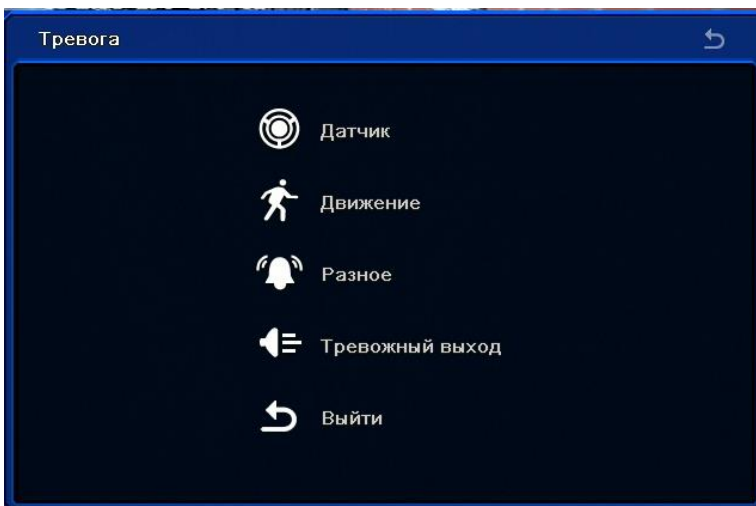 Тревога
Датчик
Движение
Разное
Тревожный выход
Выйти